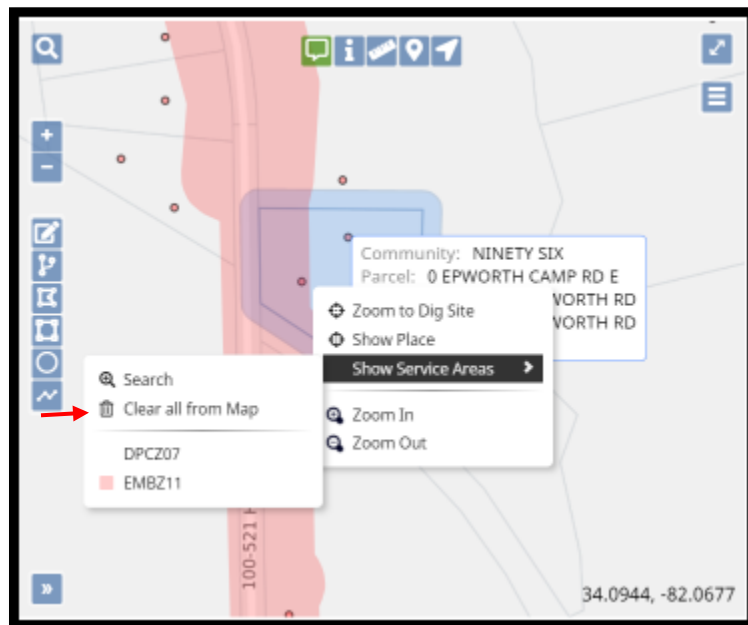 Community: NINETY SIX
Parcel: 0 EPWORTH CAMP RD E
WORTH RD
WORTH RD
Zoom to Dig Site
Show Place
Show Service Areas
Zoom In
Zoom Out
Search
Clear all from Map
DPCZ07
EMBZ11
100-521 H
34.0944, -82.0677